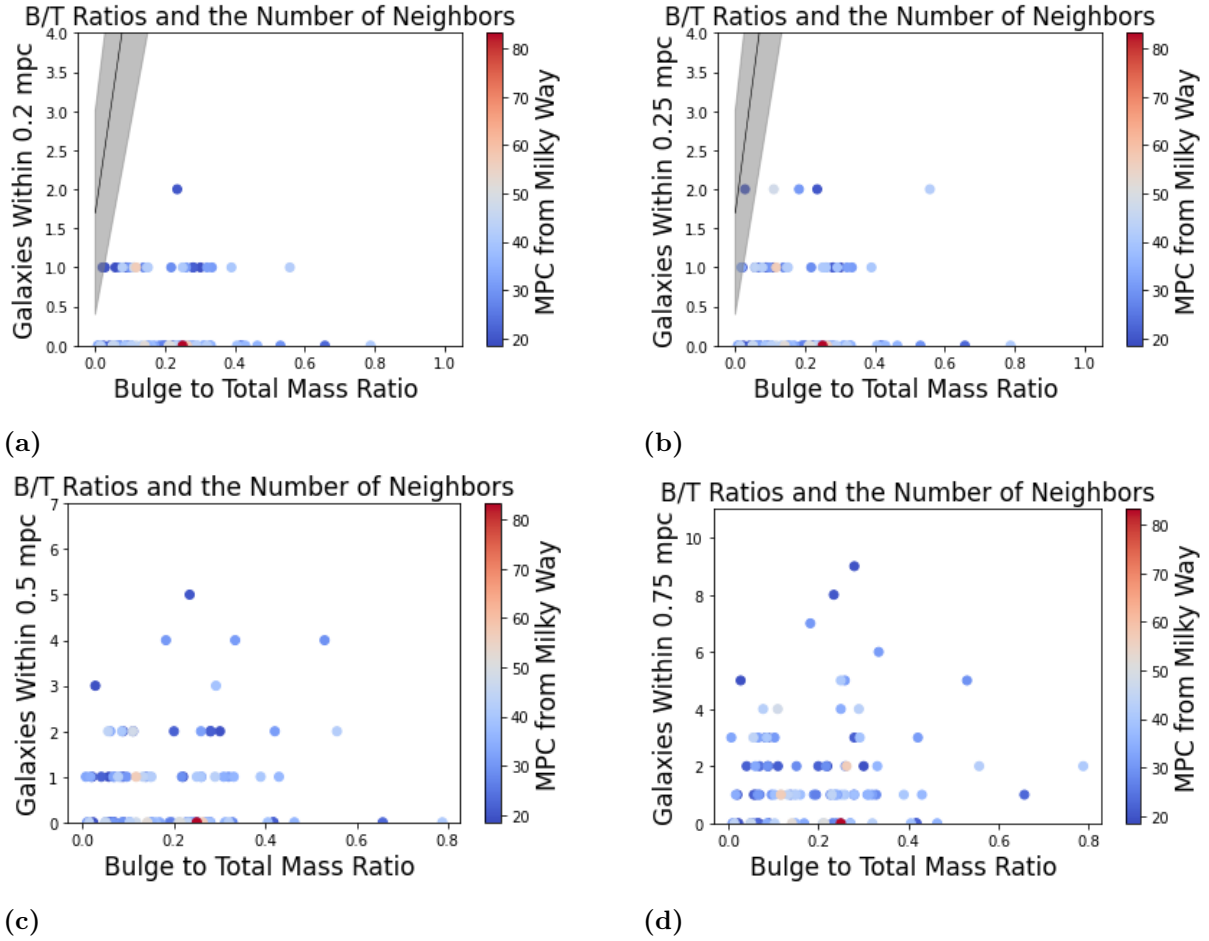 B/T Ratios and the Number of Neighbors
Galaxies Within 0.2 mpc
4.0
3.5
3.0
2.5
2.0
1.5
1.0
0.5
0.0
0.0 0.2 0.4 0.6 0.8 1.0
Bulge to Total Mass Ratio
80
70
60
50
40
30
20
MPC from Milky Way
(a)
B/T Ratios and the Number of Neighbors
Galaxies Within 0.25 mpc
4.0
3.5
3.0
2.5
2.0
1.5
1.0
0.5
0.0
0.0 0.2 0.4 0.6 0.8 1.0
Bulge to Total Mass Ratio
80
70
60
50
40
30
20
MPC from Milky Way
(b)
B/T Ratios and the Number of Neighbors
Galaxies Within 0.5 mpc
7
6
5
4
3
2
1
0
0.0 0.2 0.4 0.6 0.8
Bulge to Total Mass Ratio
80
70
60
50
40
30
20
MPC from Milky Way
(c)
B/T Ratios and the Number of Neighbors
Galaxies Within 0.75 mpc
10
8
6
4
2
0
0.0 0.2 0.4 0.6 0.8
Bulge to Total Mass Ratio
80
70
60
50
40
30
20
MPC from Milky Way
(d)